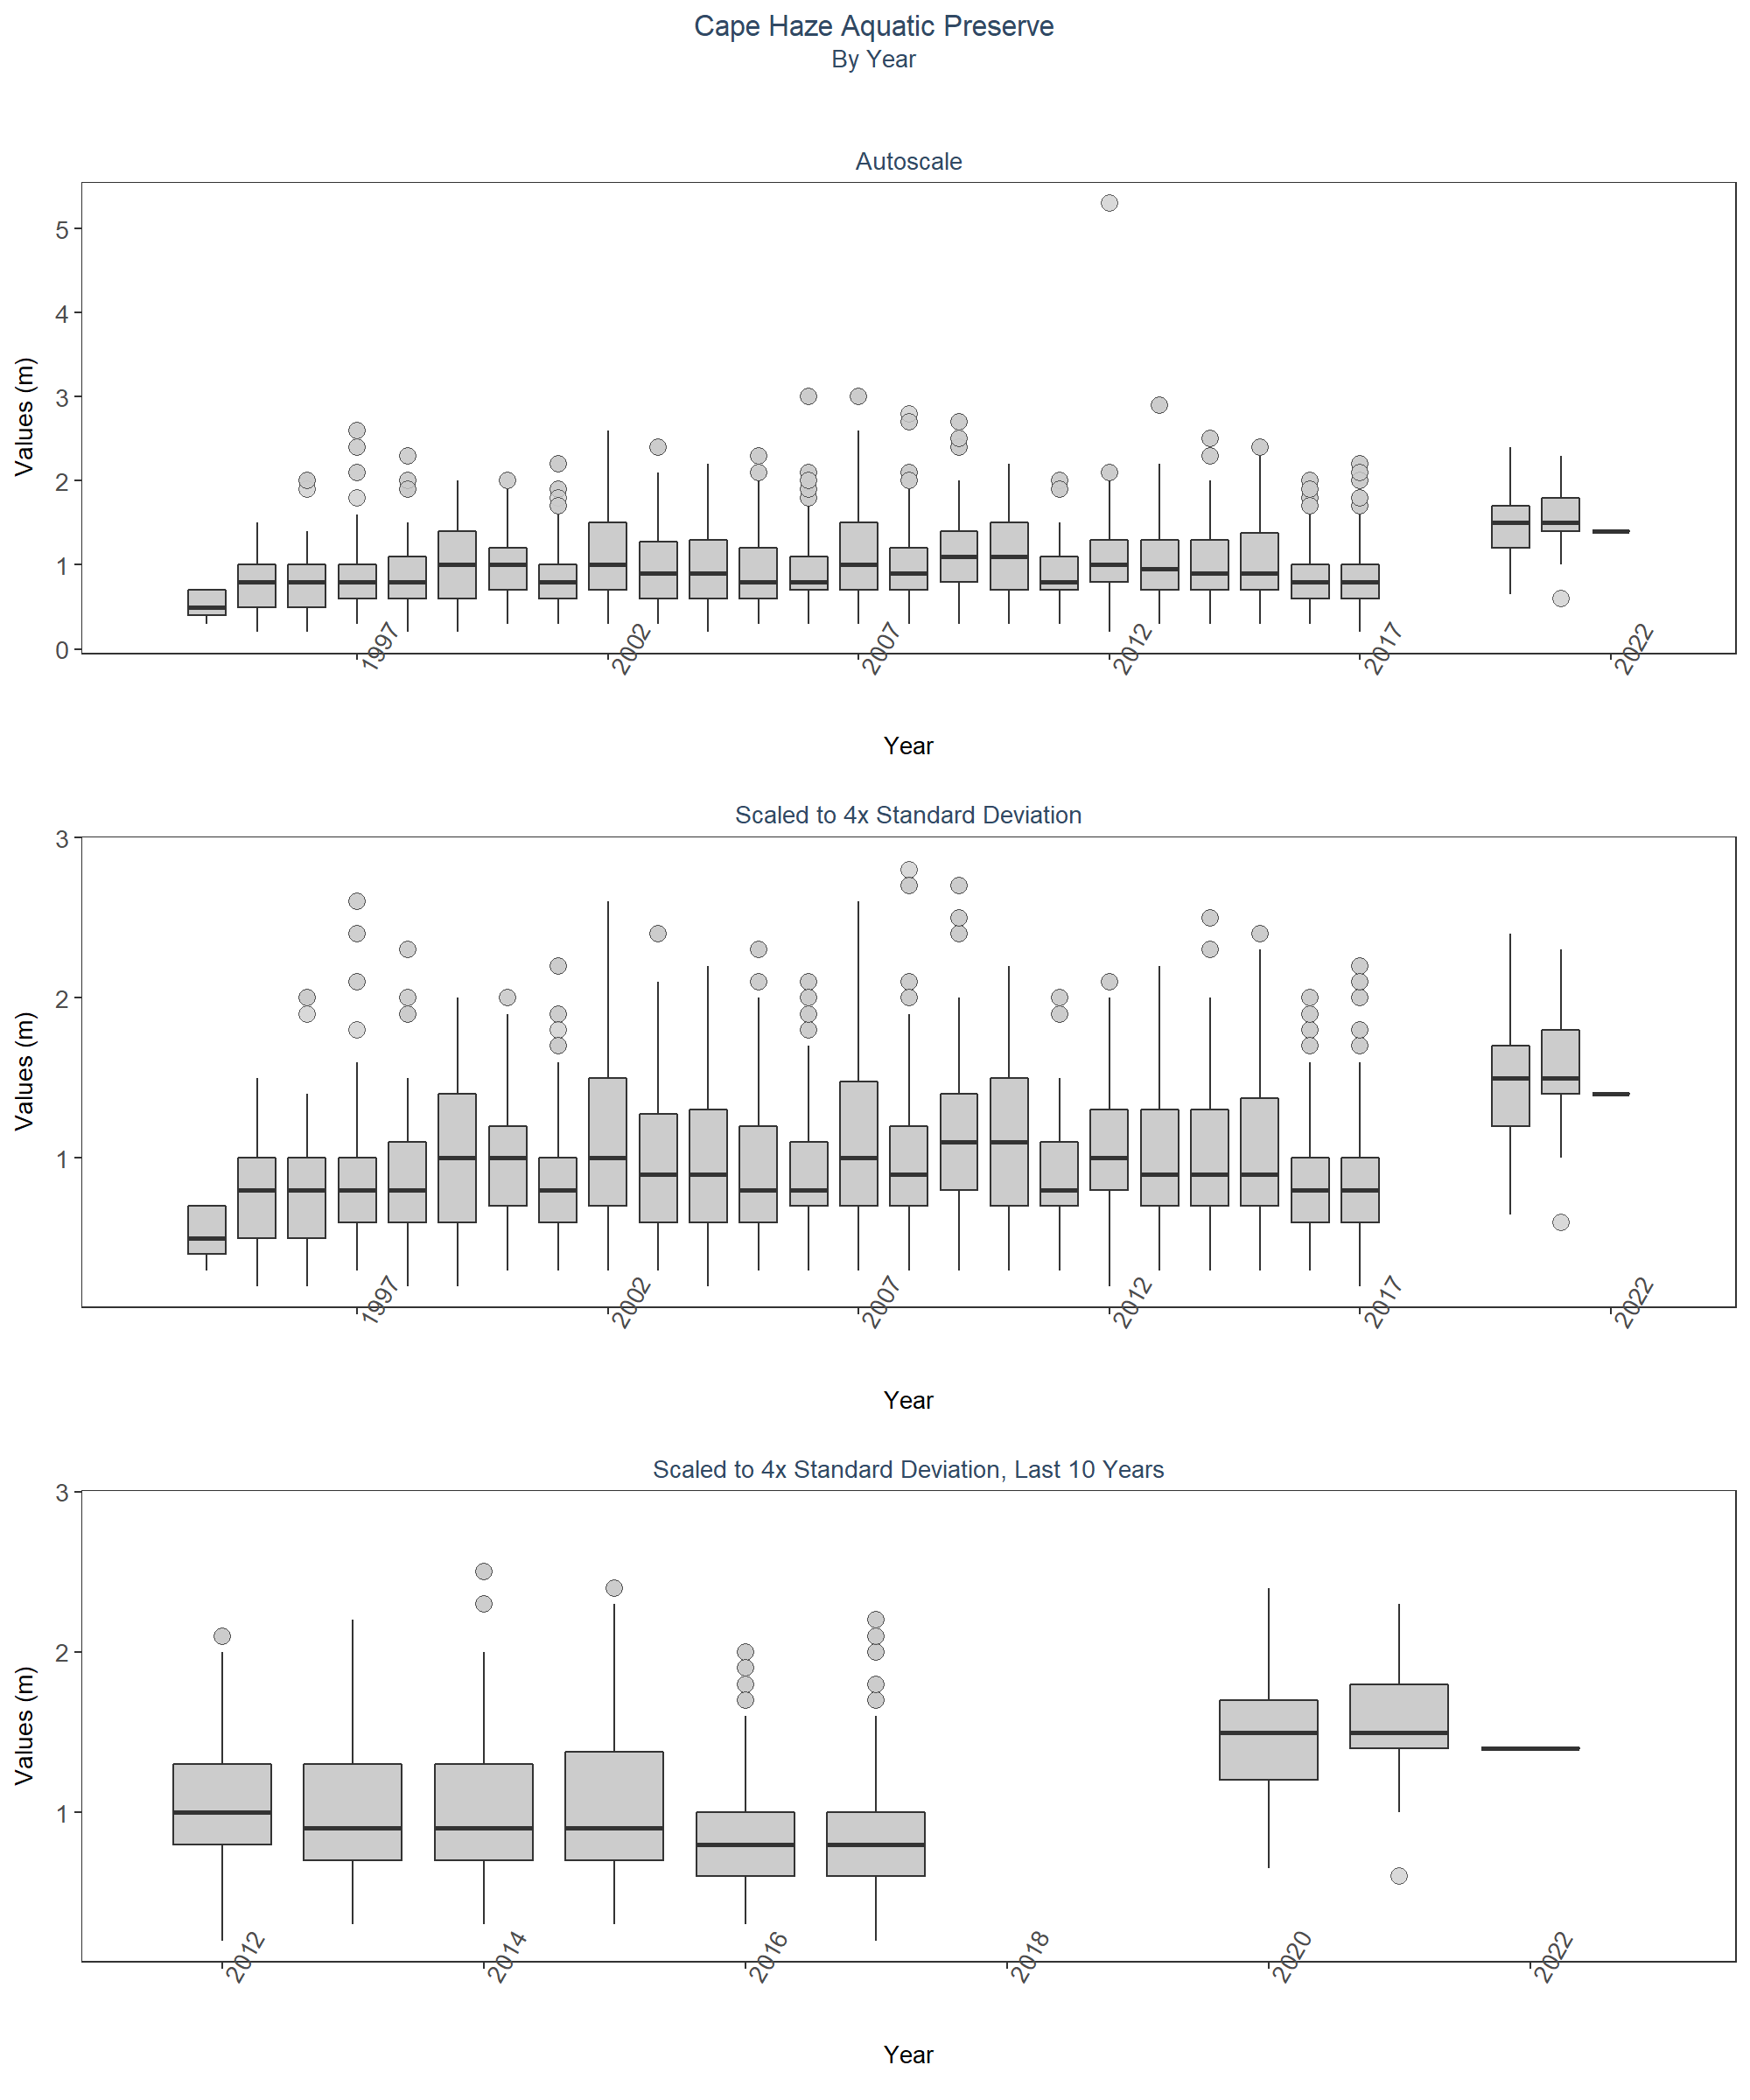 Cape Haze Aquatic Preserve
By Year
Autoscale
5
4
3
2
1
0
Values (m)
1997 2002 2007 2012 2017 2022
Year
Scaled to 4x Standard Deviation
3
2
1
Values (m)
1997 2002 2007 2012 2017 2022
Year
Scaled to 4x Standard Deviation, Last 10 Years
3
2
1
Values (m)
2012 2014 2016 2018 2020 2022
Year